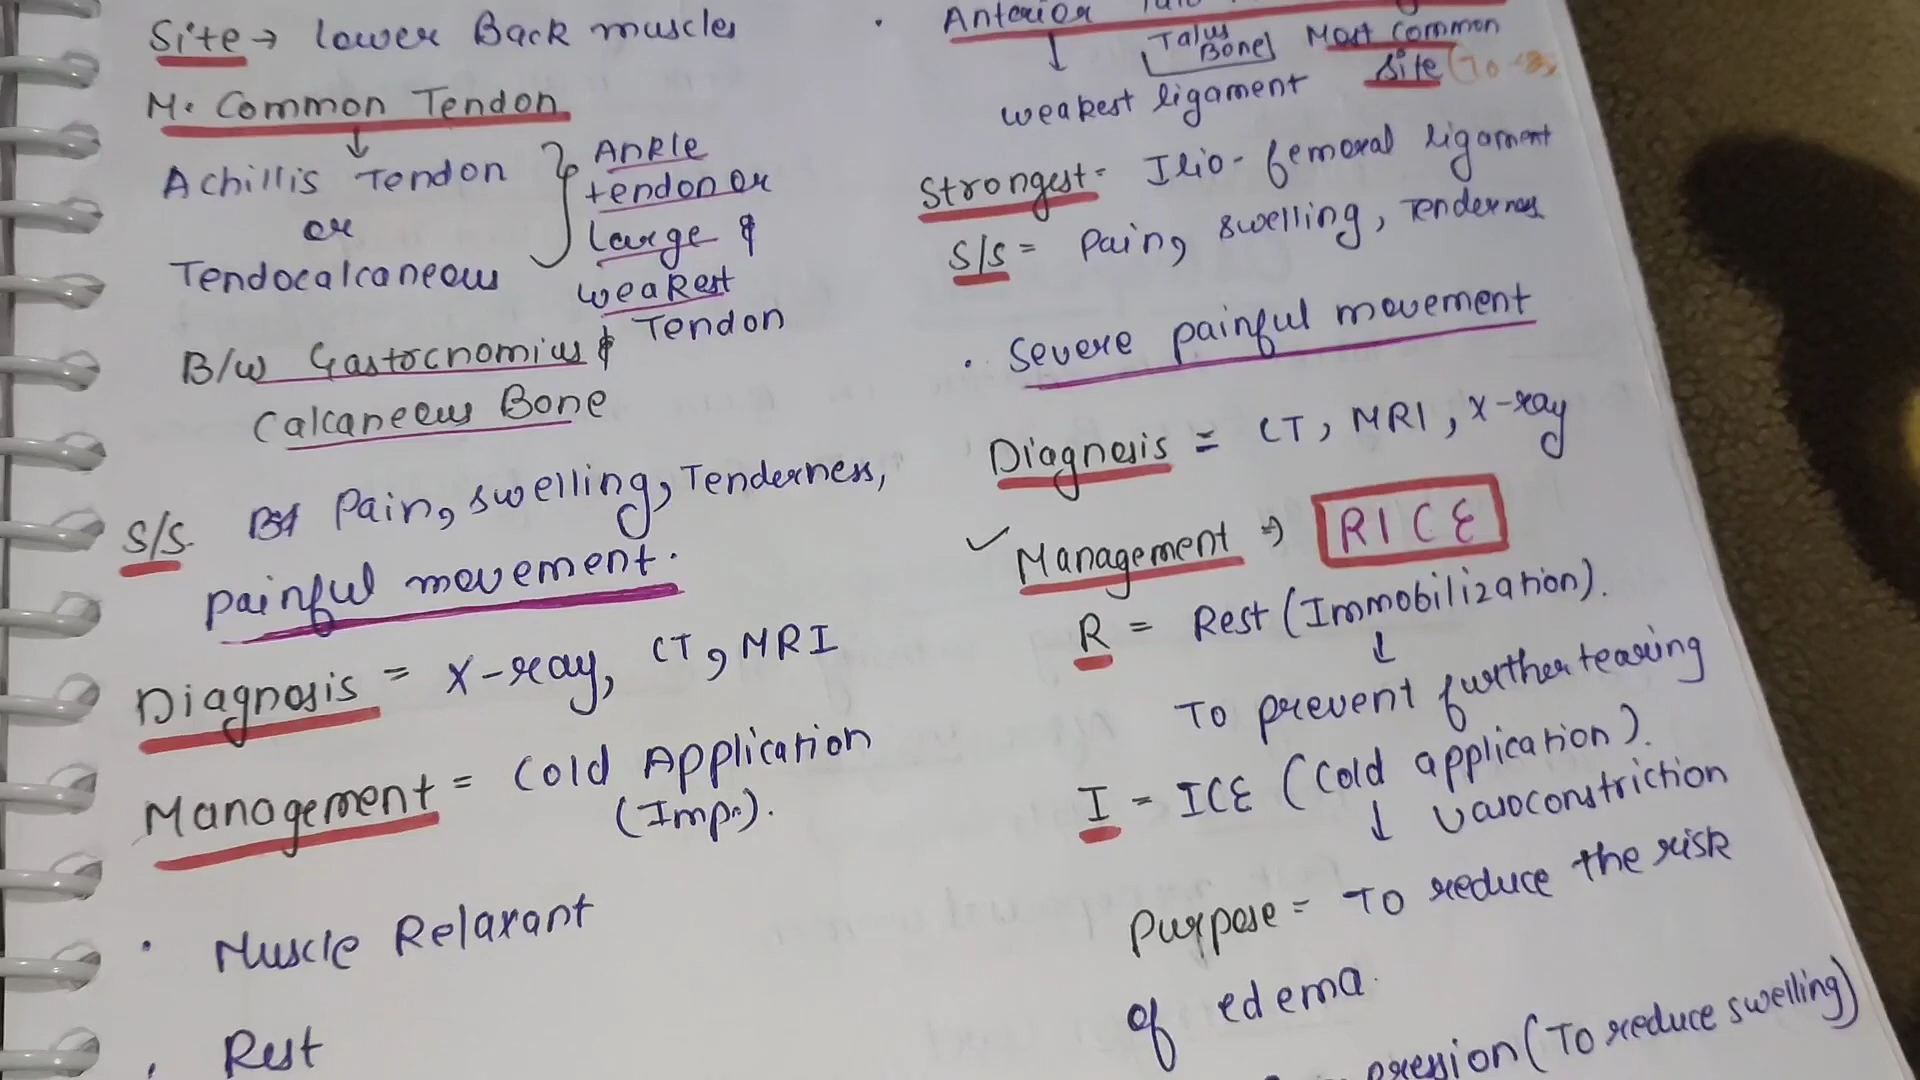 Site → Lower Back muscles
M. Common Tendon
↓
Achillis Tendon
or
Tendocalcaneous
Ankle
tendon or
Large &
weakest
Tendon
B/w Gastocnomius &
Calcaneous Bone
S/S. Pain, swelling, Tenderness,
painful movement.
Diagnosis = X-ray, CT, MRI
Management = Cold Application
(Imp.).
• Muscle Relaxant
• Rest
• Anterior
↓ [Talus Bone] Most Common
site
weakest ligament
Strongest = Ilio-femoral ligament
S/S = Pain, swelling, Tenderness
• Severe painful movement
Diagnosis = CT, MRI, X-ray
✓ Management ⇒ RICE
R = Rest (Immobilization).
↓
To prevent further tearing
I = ICE (Cold application).
↓ Vasoconstriction
Purpose = To reduce the risk
of edema.
(To reduce swelling)